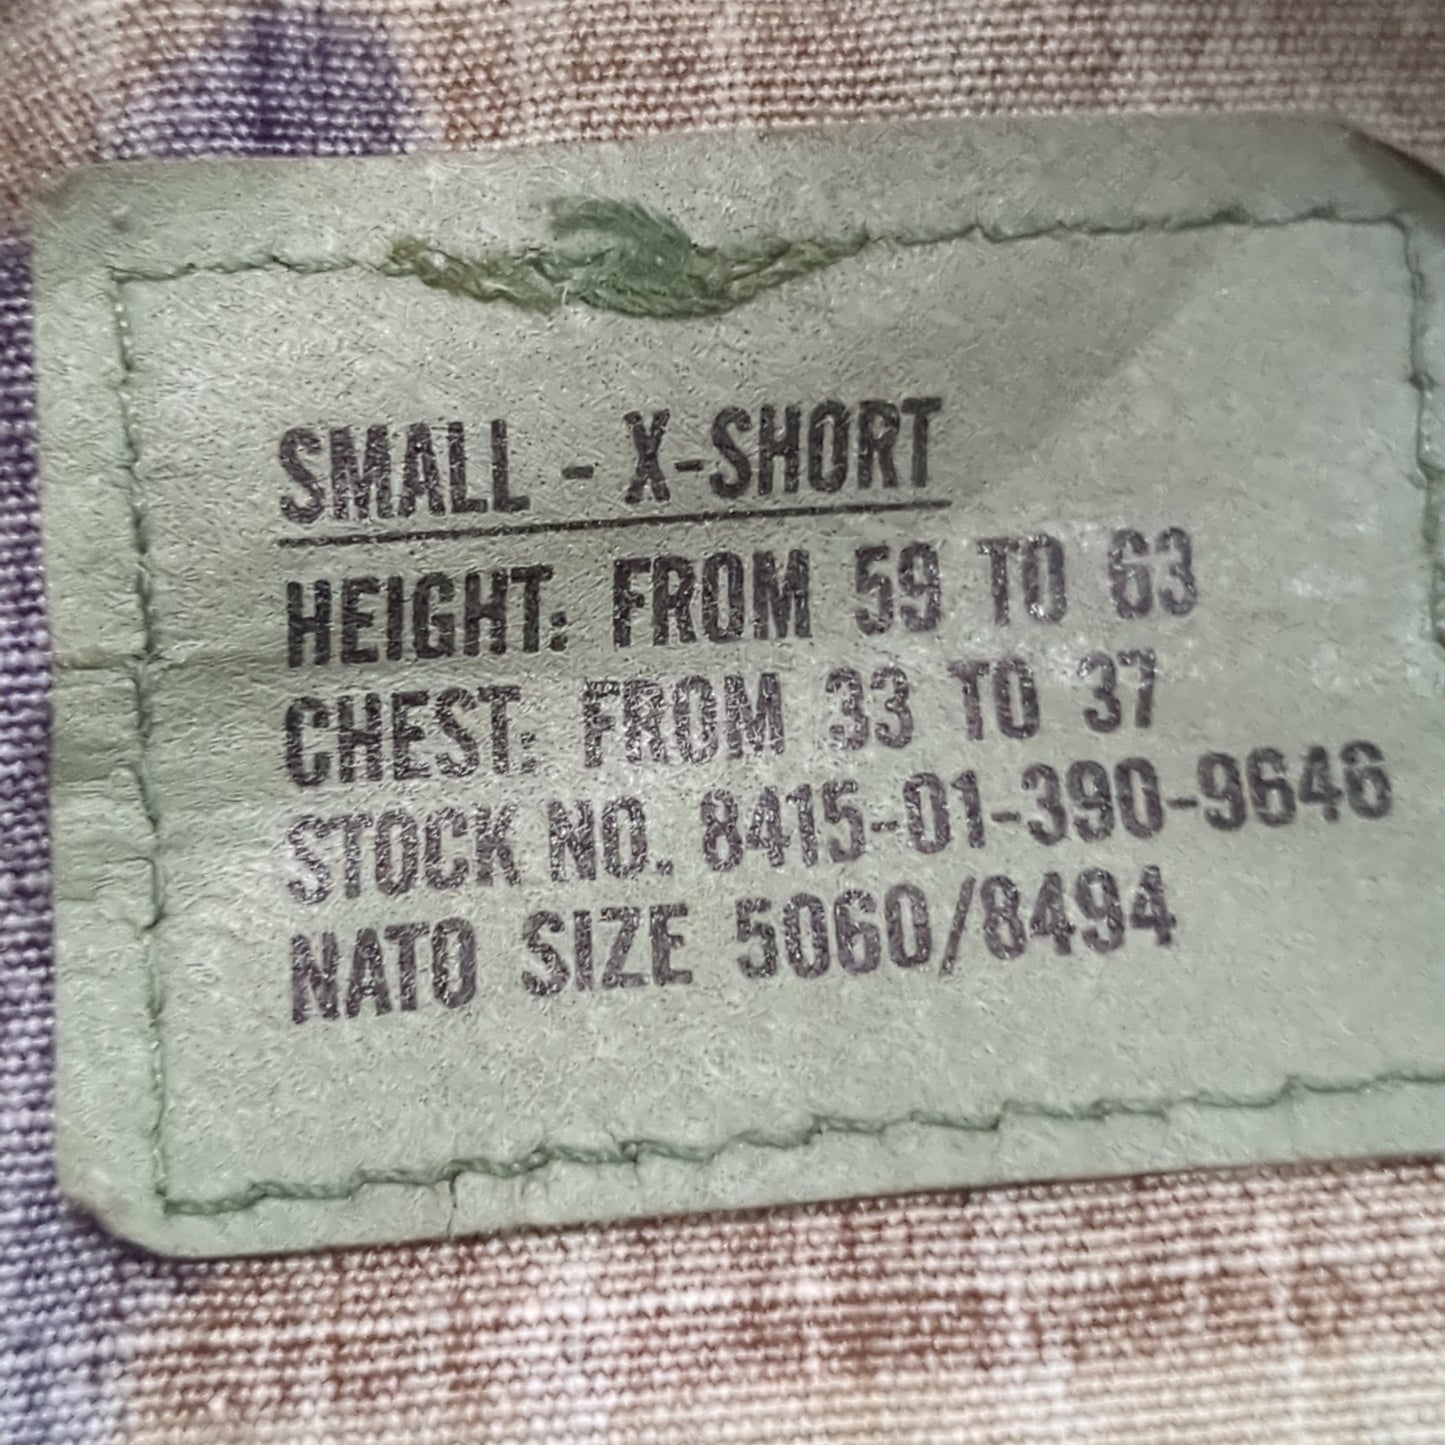 SMALL - X-SHORT
HEIGHT: FROM 59 TO 63
CHEST: FROM 33 TO 37
STOCK NO. 8415-01-390-9646
NATO SIZE 5060/8494